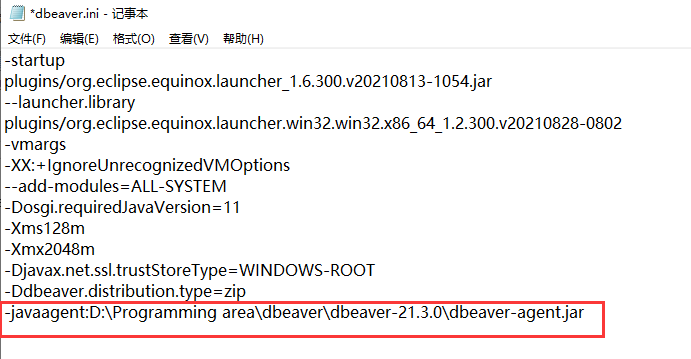 *dbeaver.ini - 记事本
文件(F) 编辑(E) 格式(O) 查看(V) 帮助(H)
-startup
plugins/org.eclipse.equinox.launcher_1.6.300.v20210813-1054.jar
--launcher.library
plugins/org.eclipse.equinox.launcher.win32.win32.x86_64_1.2.300.v20210828-0802
-vmargs
-XX:+IgnoreUnrecognizedVMOptions
--add-modules=ALL-SYSTEM
-Dosgi.requiredJavaVersion=11
-Xms128m
-Xmx2048m
-Djavax.net.ssl.trustStoreType=WINDOWS-ROOT
-Ddbeaver.distribution.type=zip
-javaagent:D:\Programming area\dbeaver\dbeaver-21.3.0\dbeaver-agent.jar